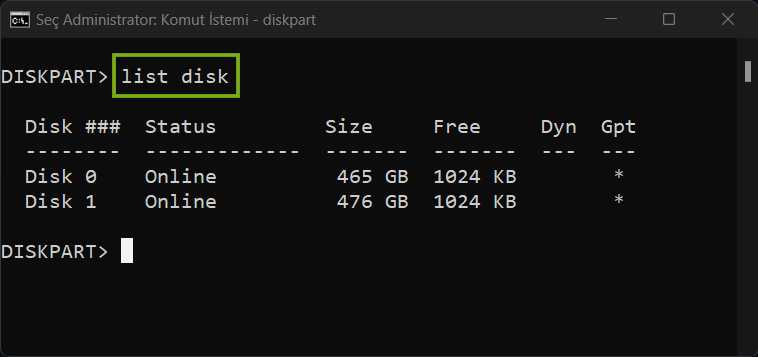 Seç Administrator: Komut İstemi - diskpart
DISKPART> list disk
  Disk ###  Status         Size     Free     Dyn  Gpt
  --------  -------------  -------  -------  ---  ---
  Disk 0    Online          465 GB  1024 KB        *
  Disk 1    Online          476 GB  1024 KB        *
DISKPART>